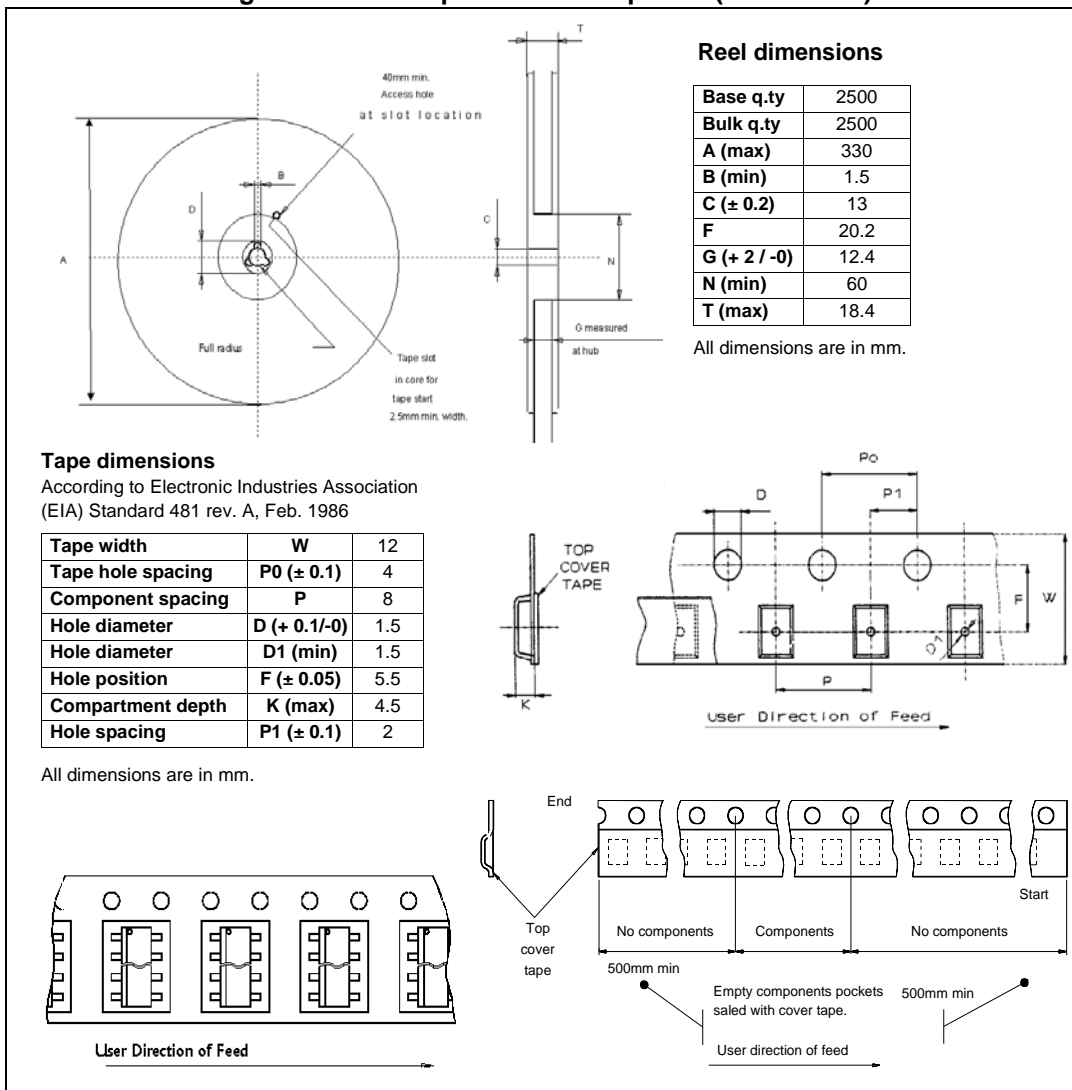 40mm min.
Access hole
at slot location
T
B
D
A
C
N
Full radius
Tape slot
in core for
tape start
2.5mm min. width.
G measured
at hub
Reel dimensions
Base q.ty 2500
Bulk q.ty 2500
A (max) 330
B (min) 1.5
C (± 0.2) 13
F 20.2
G (+ 2 / -0) 12.4
N (min) 60
T (max) 18.4
All dimensions are in mm.
Tape dimensions
According to Electronic Industries Association
(EIA) Standard 481 rev. A, Feb. 1986
Tape width W 12
Tape hole spacing P0 (± 0.1) 4
Component spacing P 8
Hole diameter D (+ 0.1/-0) 1.5
Hole diameter D1 (min) 1.5
Hole position F (± 0.05) 5.5
Compartment depth K (max) 4.5
Hole spacing P1 (± 0.1) 2
All dimensions are in mm.
TOP
COVER
TAPE
K
Po
D
P1
F
W
D1
P
User Direction of Feed
User Direction of Feed
End
Start
Top
cover
tape
No components
Components
No components
500mm min
Empty components pockets
saled with cover tape.
500mm min
User direction of feed